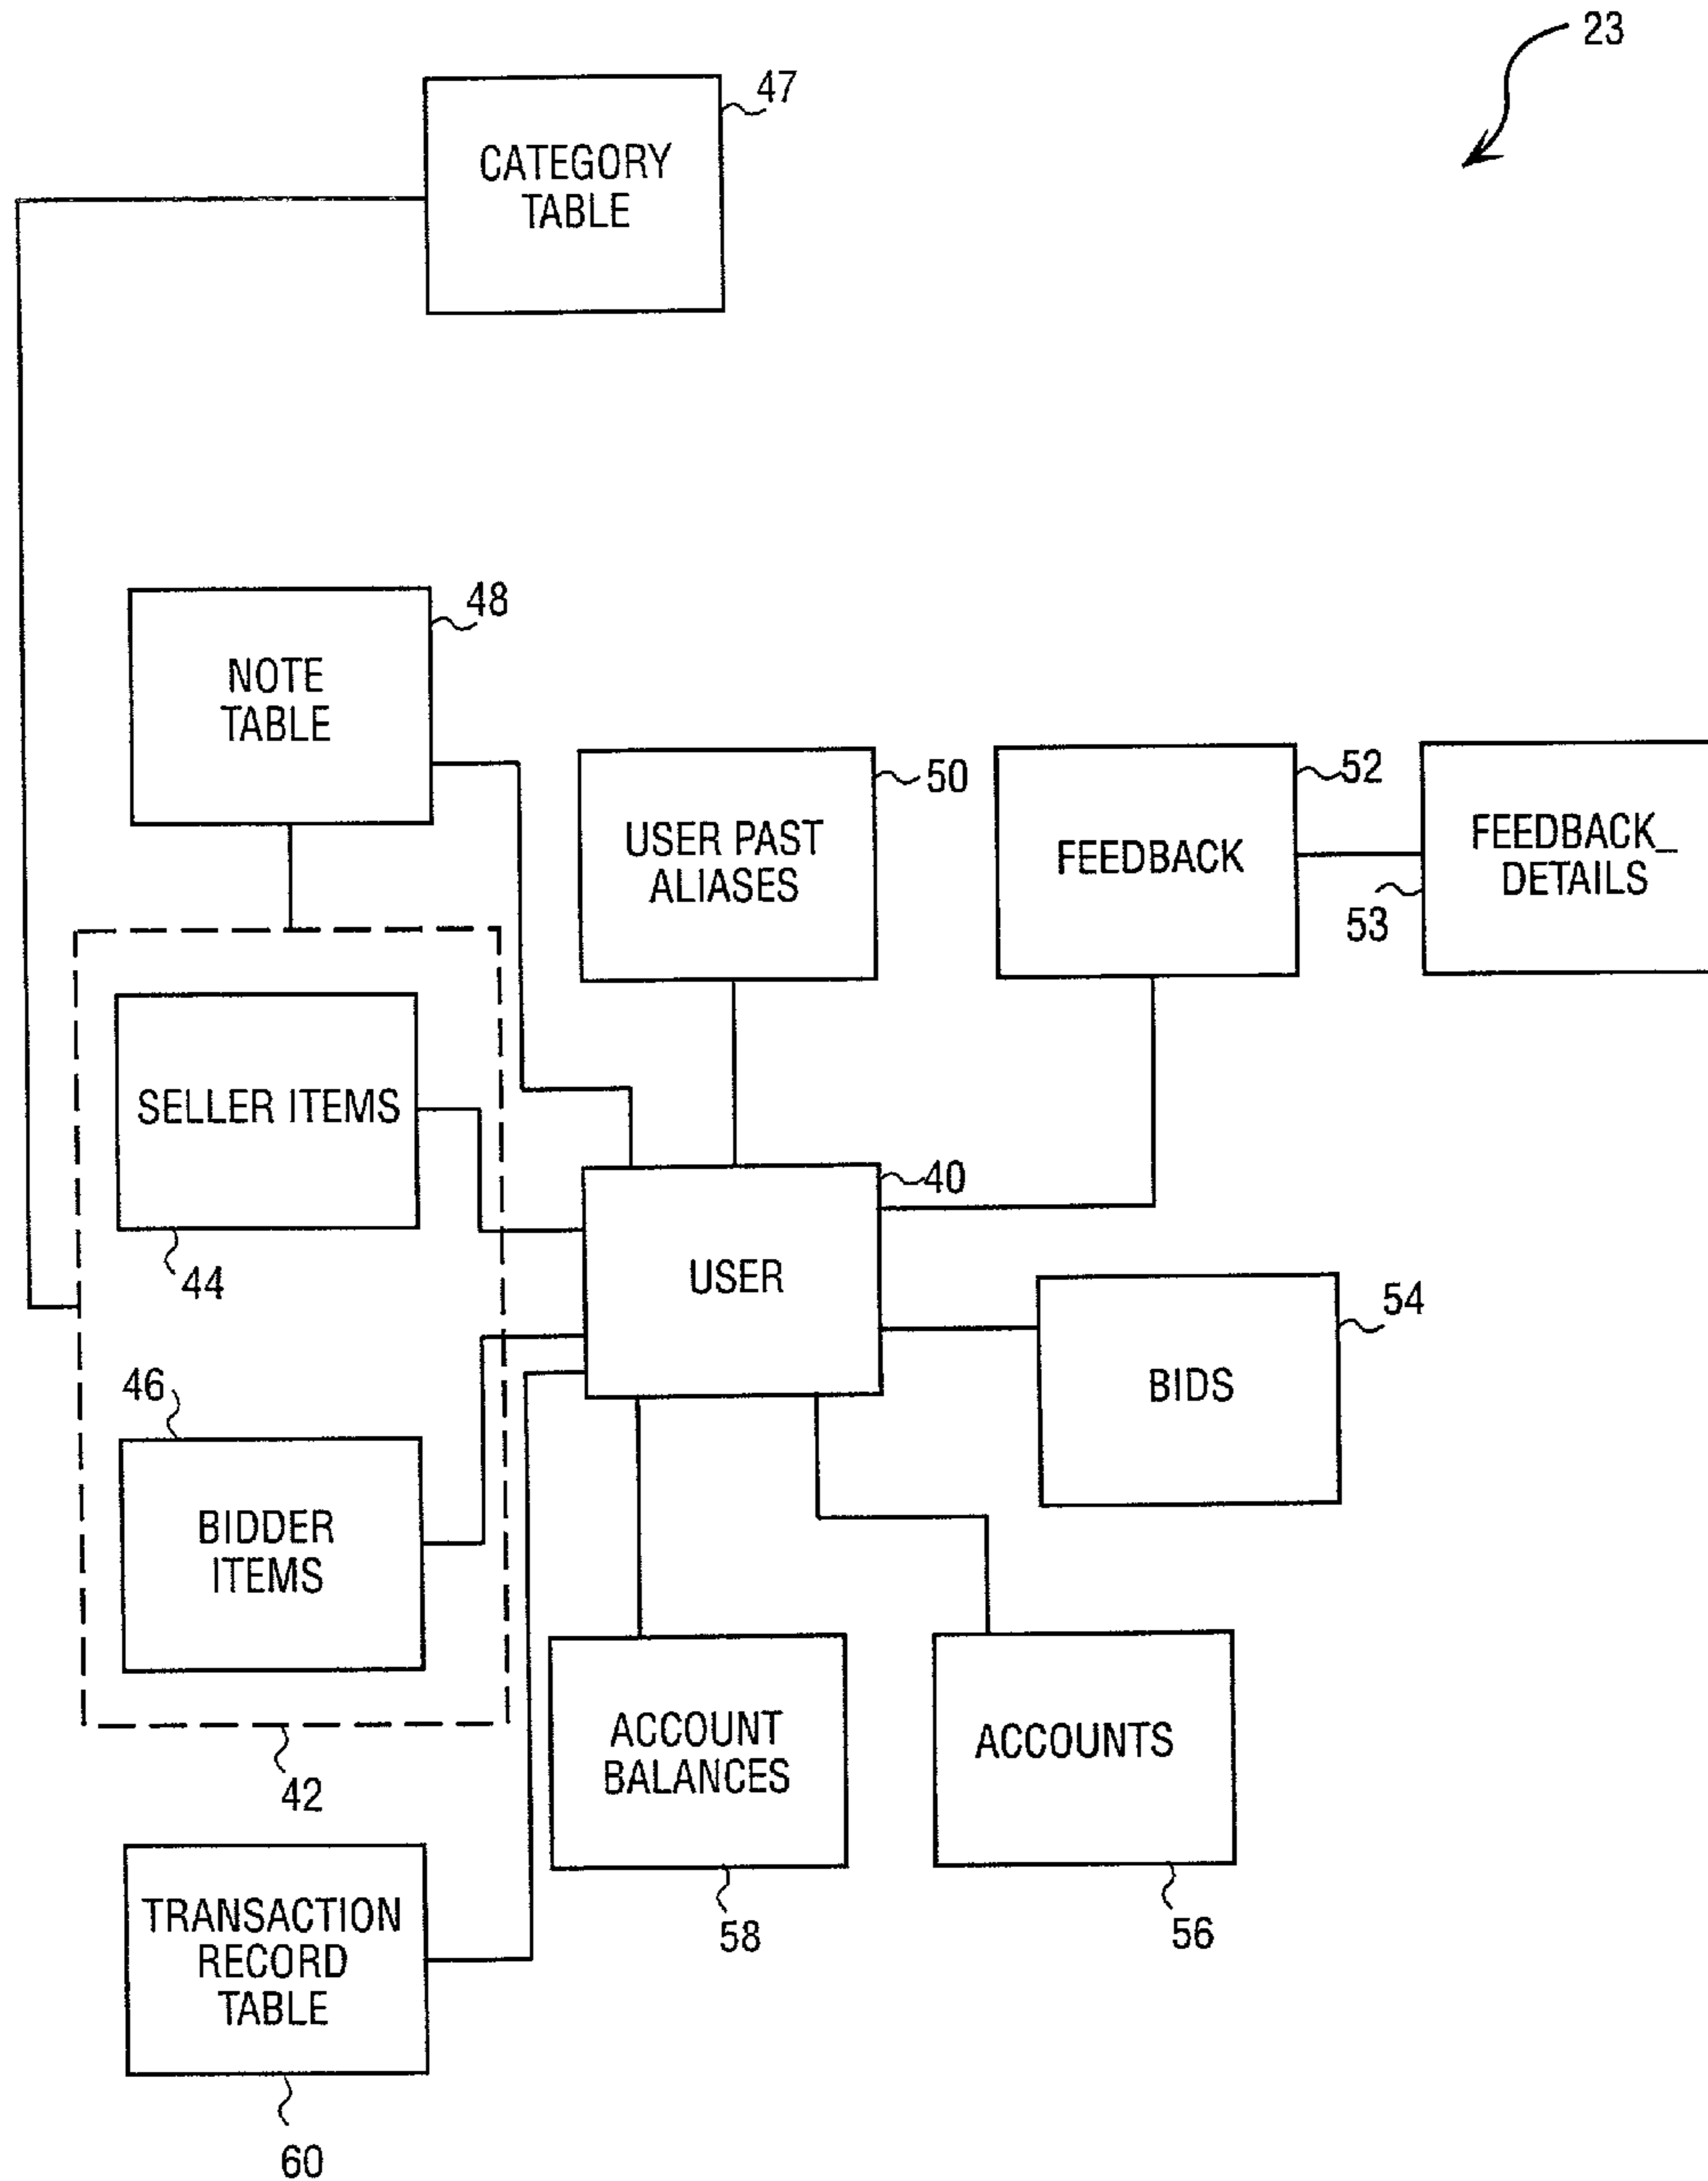 23
47
CATEGORY
TABLE
48
NOTE
TABLE
50
USER PAST
ALIASES
52
FEEDBACK
FEEDBACK_
DETAILS
53
SELLER ITEMS
44
40
USER
54
BIDS
46
BIDDER
ITEMS
42
ACCOUNT
BALANCES
58
ACCOUNTS
56
TRANSACTION
RECORD
TABLE
60